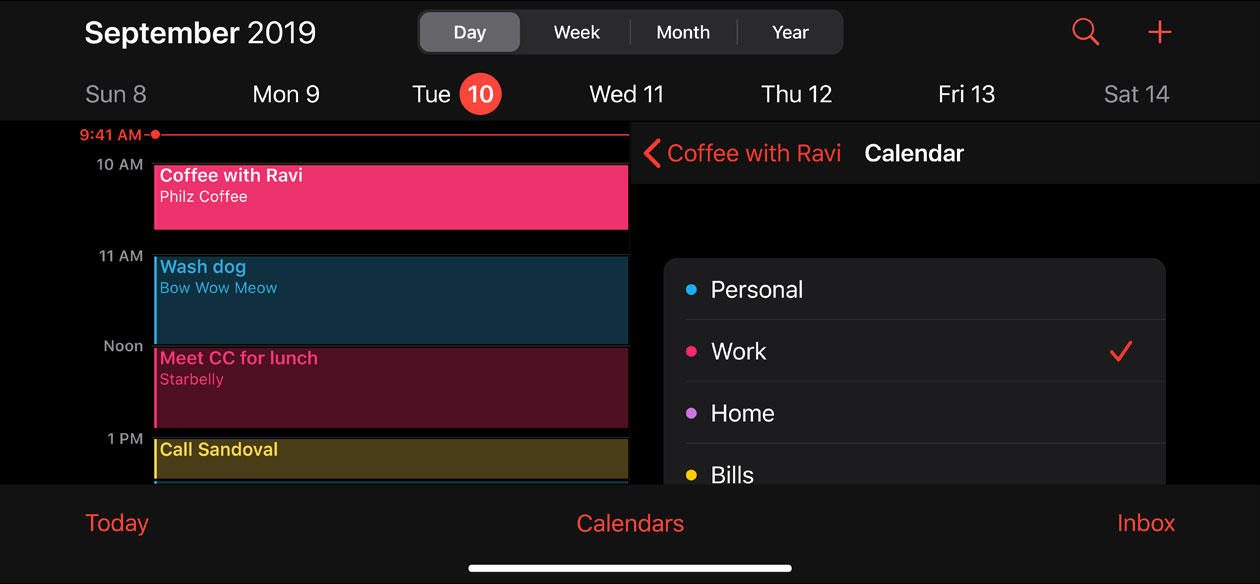 September 2019
Day Week Month Year
Sun 8 Mon 9 Tue 10 Wed 11 Thu 12 Fri 13 Sat 14
9:41 AM
10 AM
Coffee with Ravi
Philz Coffee
11 AM
Wash dog
Bow Wow Meow
Noon
Meet CC for lunch
Starbelly
1 PM
Call Sandoval
Coffee with Ravi Calendar
Personal
Work
Home
Bills
Today Calendars Inbox